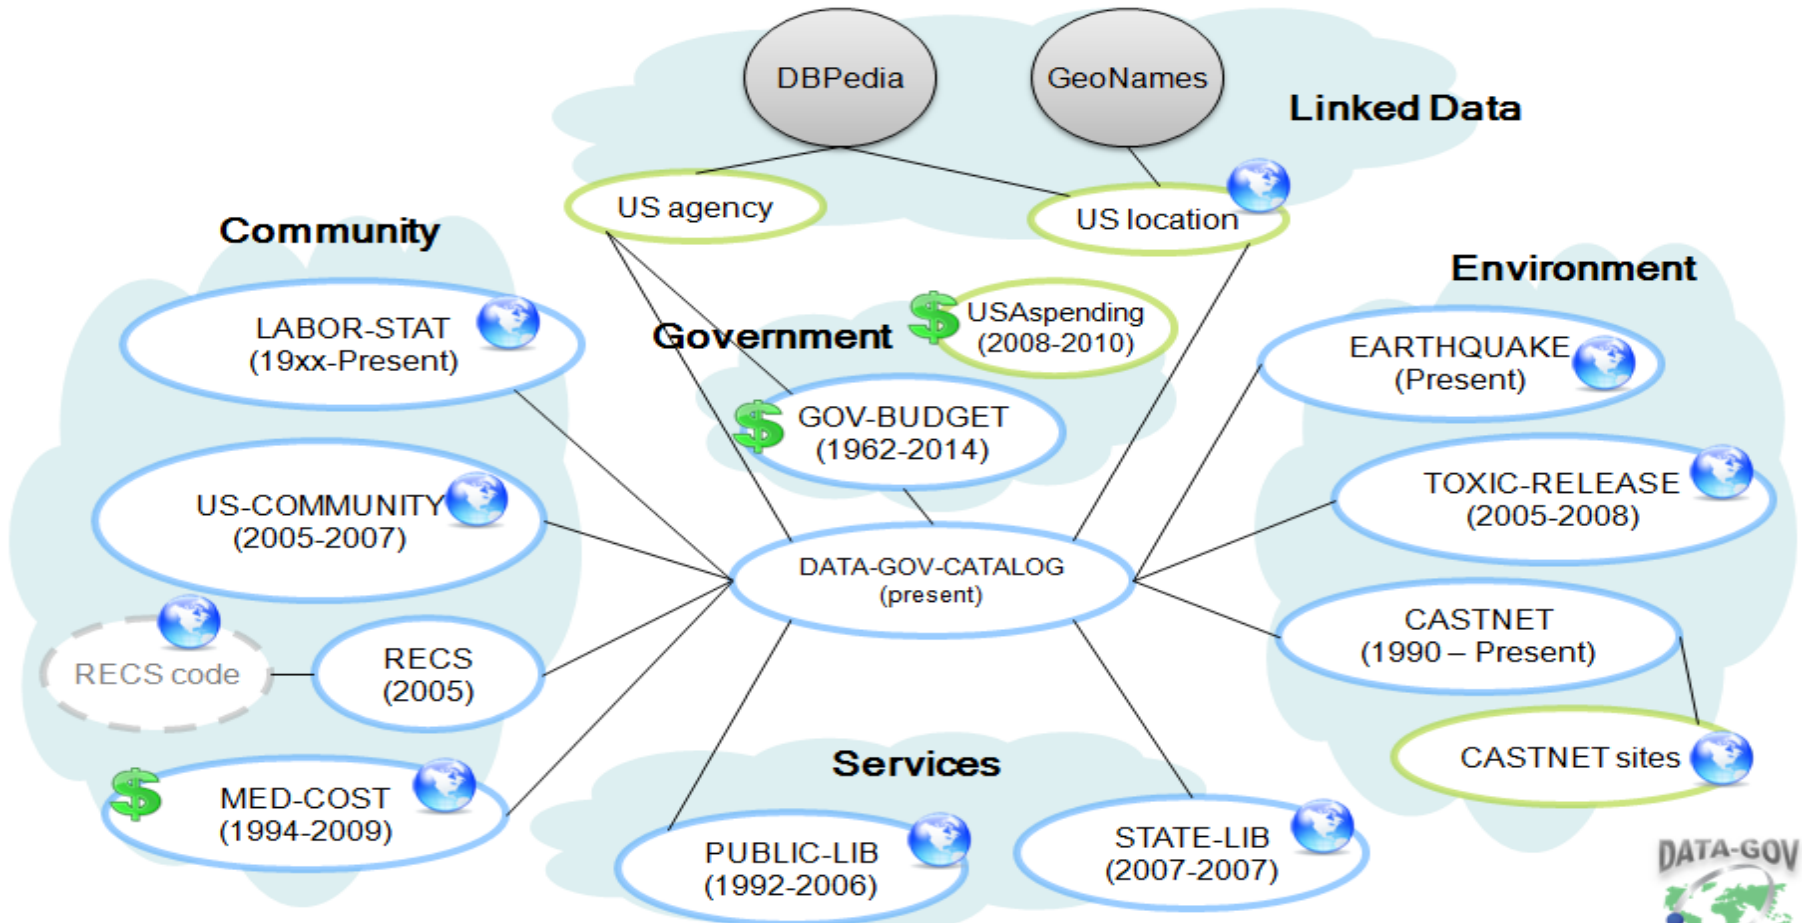 DBPedia
GeoNames
Linked Data
US agency
US location
Community
LABOR-STAT
(19xx-Present)
US-COMMUNITY
(2005-2007)
RECS code
RECS
(2005)
MED-COST
(1994-2009)
Government
USAspending
(2008-2010)
GOV-BUDGET
(1962-2014)
DATA-GOV-CATALOG
(present)
Environment
EARTHQUAKE
(Present)
TOXIC-RELEASE
(2005-2008)
CASTNET
(1990 – Present)
CASTNET sites
Services
PUBLIC-LIB
(1992-2006)
STATE-LIB
(2007-2007)
DATA-GOV